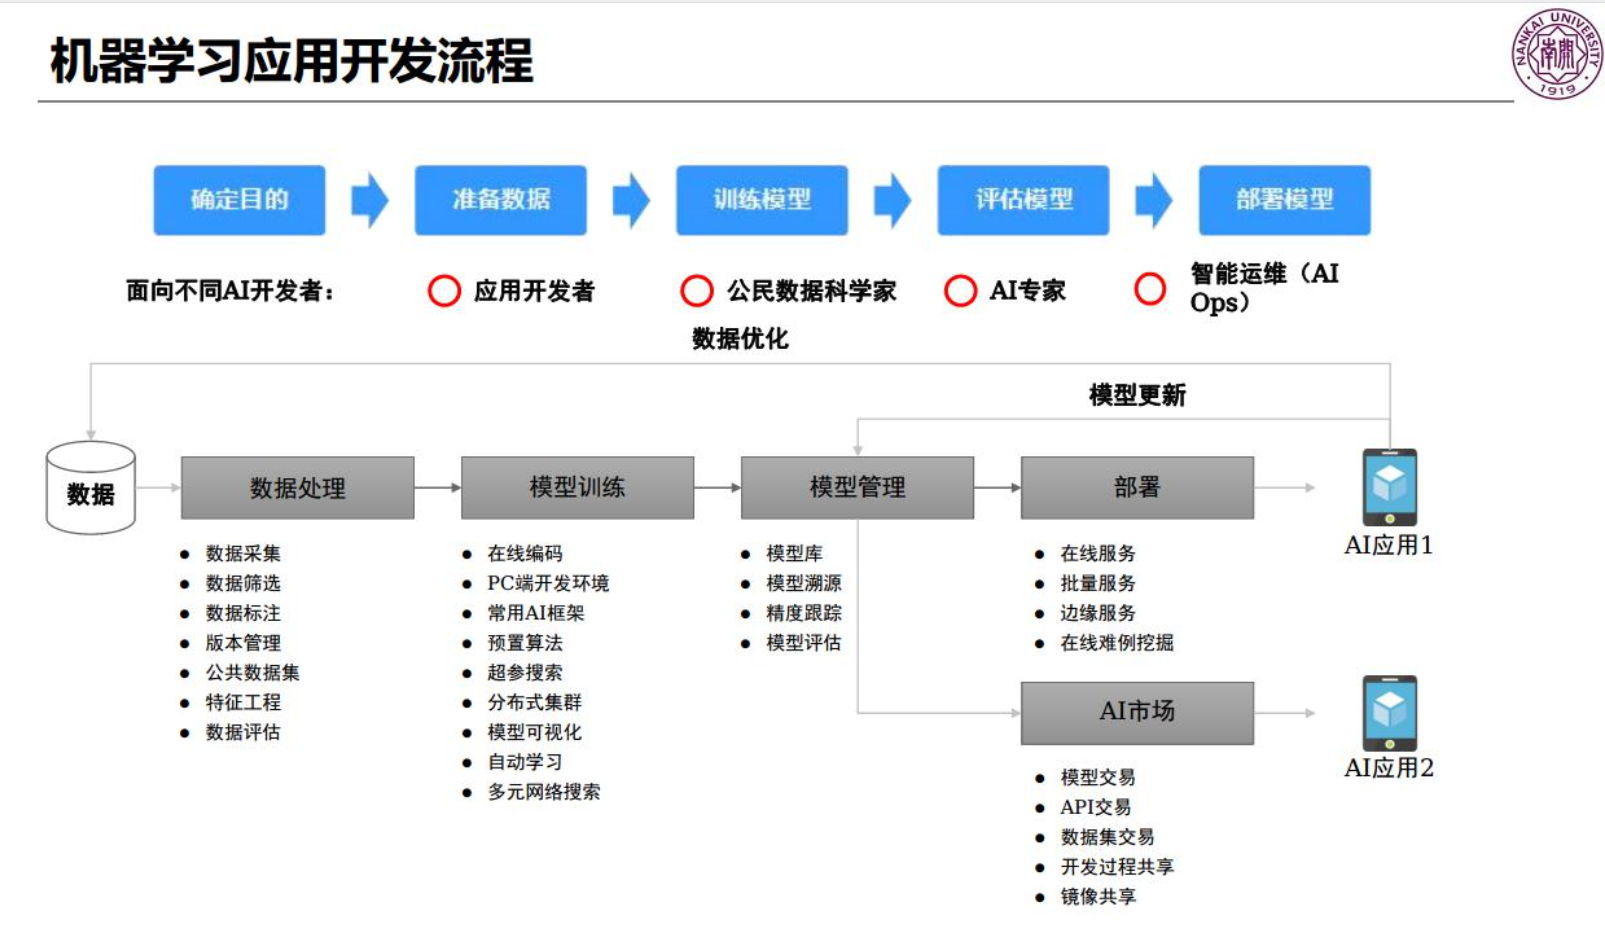 机器学习应用开发流程
NANKAI UNIVERSITY
南開
1919
确定目的
准备数据
训练模型
评估模型
部署模型
面向不同AI开发者：
应用开发者
公民数据科学家
AI专家
智能运维（AI
Ops）
数据优化
模型更新
数据
数据处理
模型训练
模型管理
部署
AI应用1
● 数据采集
● 数据筛选
● 数据标注
● 版本管理
● 公共数据集
● 特征工程
● 数据评估
● 在线编码
● PC端开发环境
● 常用AI框架
● 预置算法
● 超参搜索
● 分布式集群
● 模型可视化
● 自动学习
● 多元网络搜索
● 模型库
● 模型溯源
● 精度跟踪
● 模型评估
● 在线服务
● 批量服务
● 边缘服务
● 在线难例挖掘
AI市场
AI应用2
● 模型交易
● API交易
● 数据集交易
● 开发过程共享
● 镜像共享